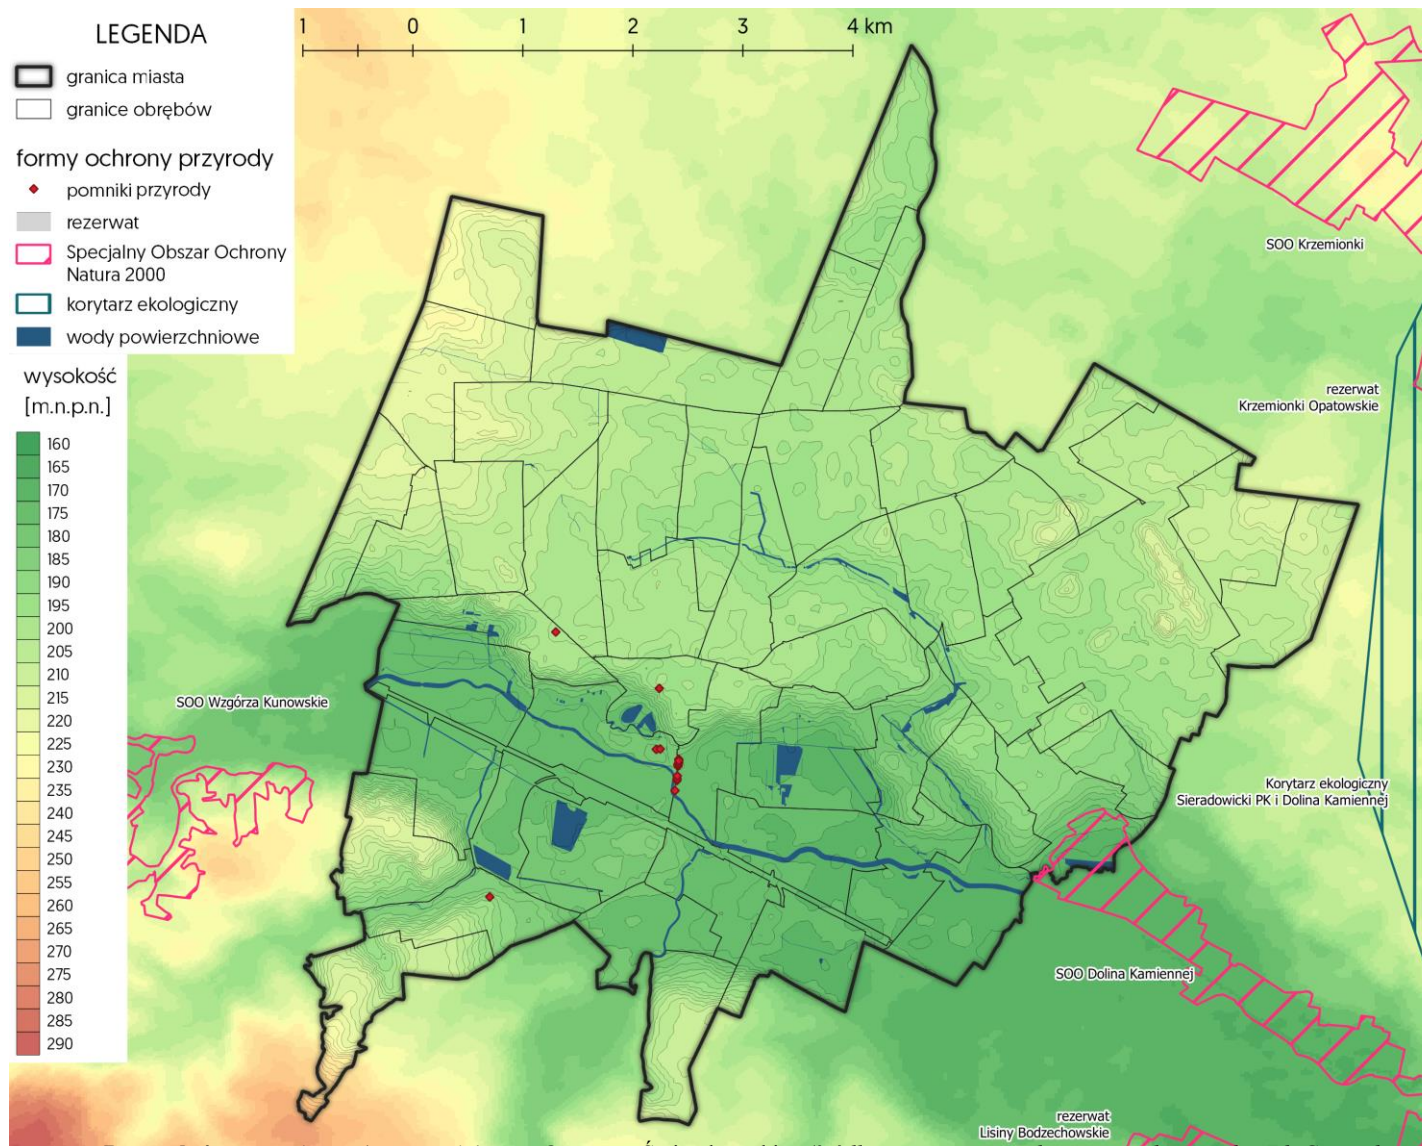 LEGENDA
granica miasta
granice obrębów
formy ochrony przyrody
pomniki przyrody
rezerwat
Specjalny Obszar Ochrony
Natura 2000
korytarz ekologiczny
wody powierzchniowe
wysokość
[m.n.p.n.]
160
165
170
175
180
185
190
195
200
205
210
215
220
225
230
235
240
245
250
255
260
265
270
275
280
285
290
1 0 1 2 3 4 km
SOO Krzemionki
rezerwat
Krzemionki Opatowskie
SOO Wzgórza Kunowskie
Korytarz ekologiczny
Sieradowicki PK i Dolina Kamiennej
SOO Dolina Kamiennej
rezerwat
Lisiny Bodzechowskie